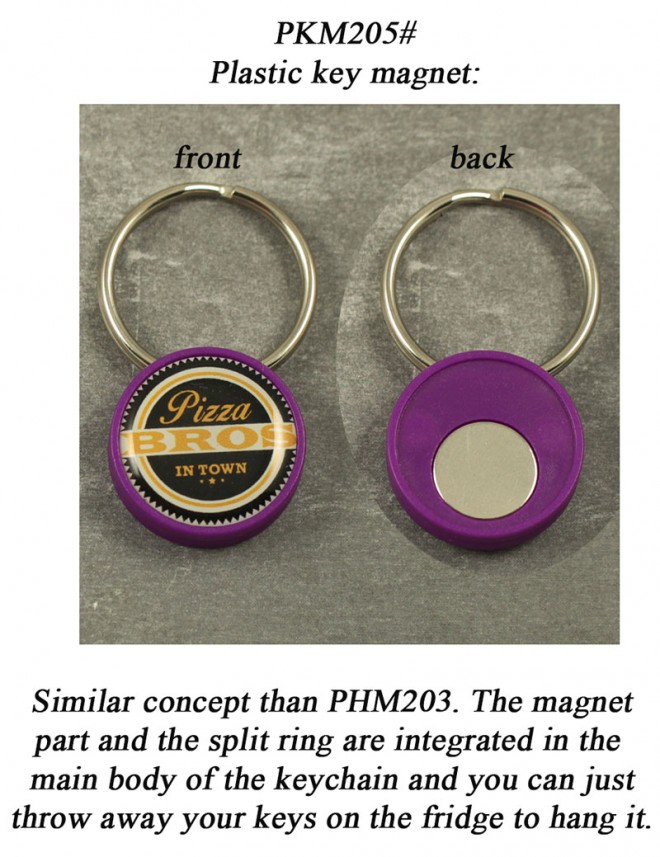 PKM205#
Plastic key magnet:
front
back
Pizza
BROS
IN TOWN
Similar concept than PHM203. The magnet
part and the split ring are integrated in the
main body of the keychain and you can just
throw away your keys on the fridge to hang it.